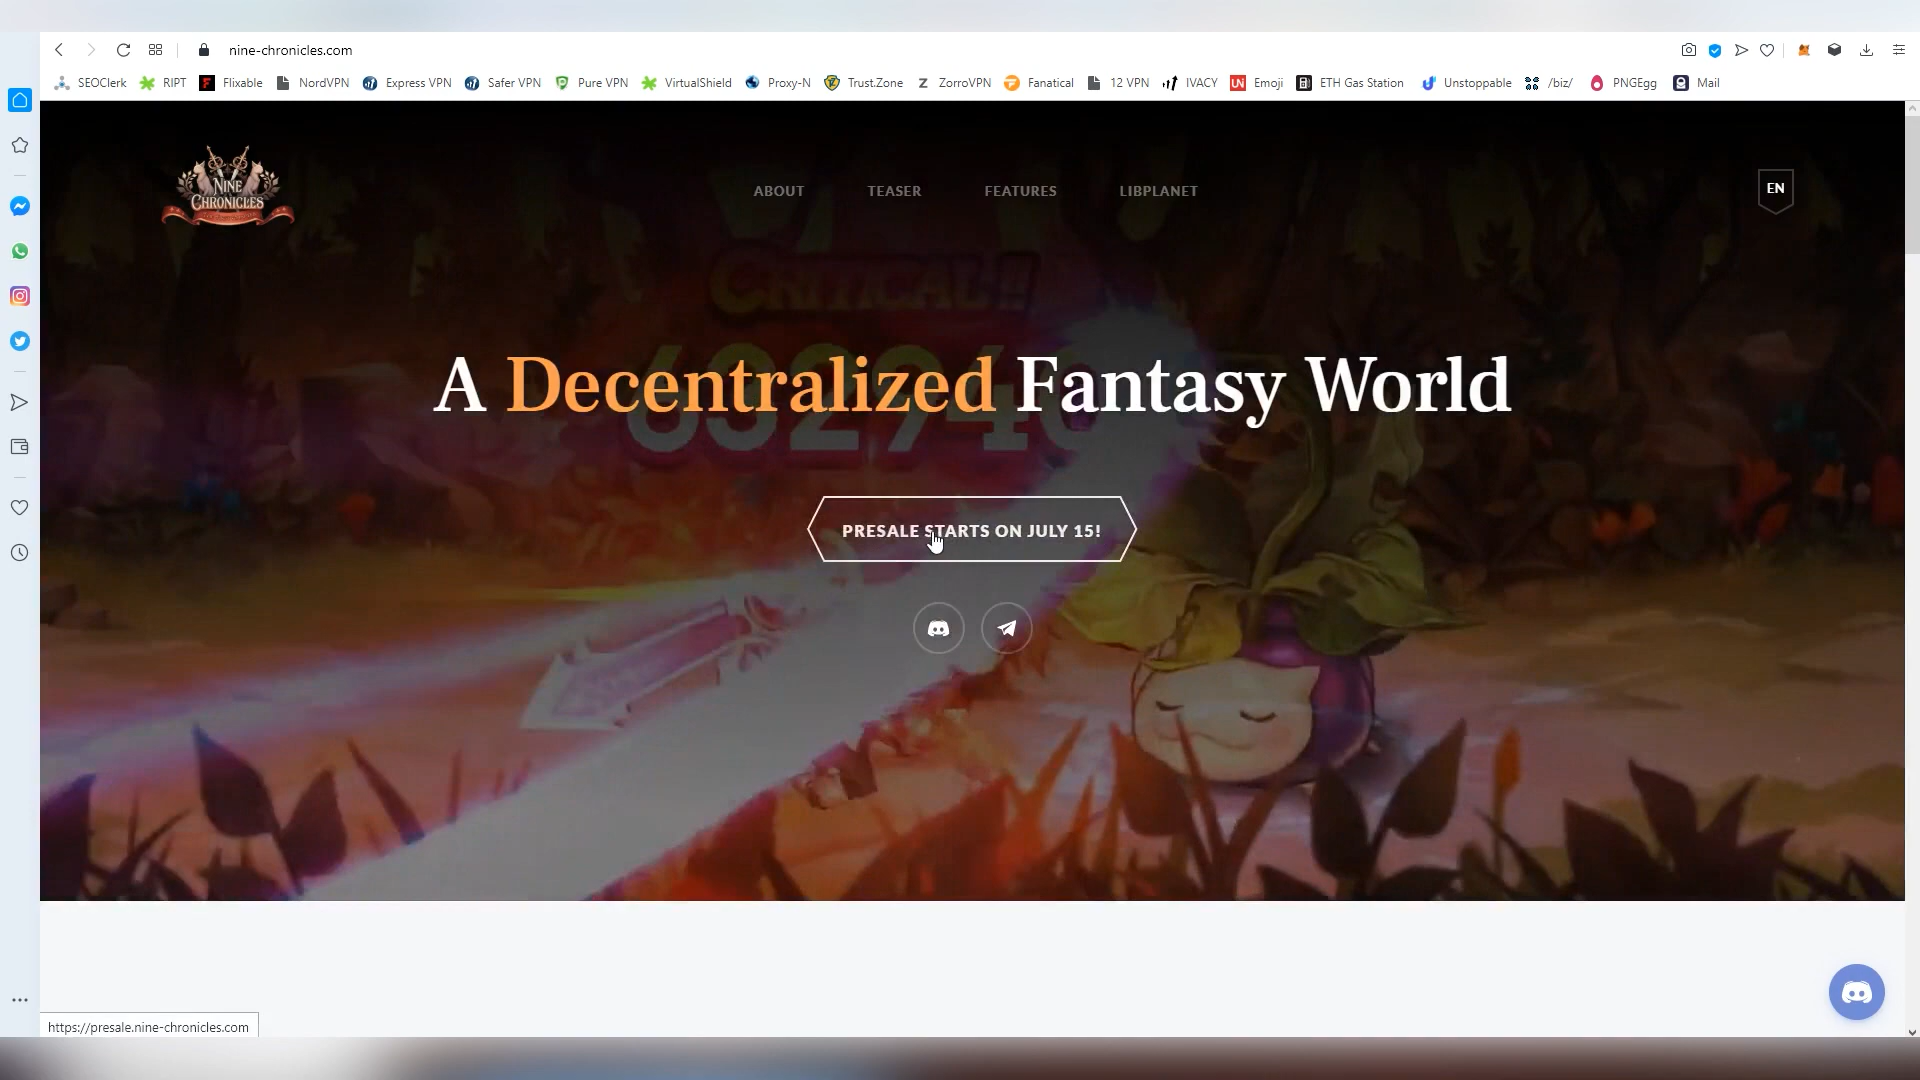 nine-chronicles.com
SEOClerk RIPT Flixable NordVPN Express VPN Safer VPN Pure VPN VirtualShield Proxy-N Trust.Zone ZorroVPN Fanatical 12 VPN IVACY Emoji ETH Gas Station Unstoppable /biz/ PNGEgg Mail
NINE
CHRONICLES
ABOUT TEASER FEATURES LIBPLANET
EN
CRITICAL!!
632940
A Decentralized Fantasy World
PRESALE STARTS ON JULY 15!
https://presale.nine-chronicles.com